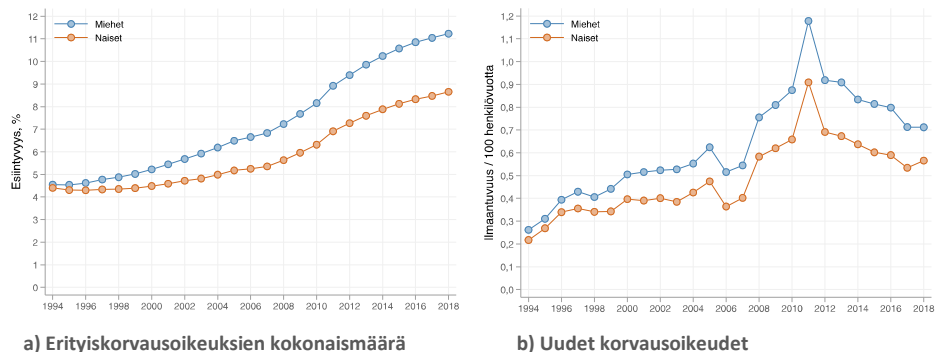 Miehet
Naiset
Esiintyvyys, %
12
11
10
9
8
7
6
5
4
3
2
1
0
1994 1996 1998 2000 2002 2004 2006 2008 2010 2012 2014 2016 2018
a) Erityiskorvausoikeuksien kokonaismäärä
Miehet
Naiset
Ilmaantuvuus / 100 henkilövuotta
1,2
1,1
1,0
0,9
0,8
0,7
0,6
0,5
0,4
0,3
0,2
0,1
0,0
1994 1996 1998 2000 2002 2004 2006 2008 2010 2012 2014 2016 2018
b) Uudet korvausoikeudet